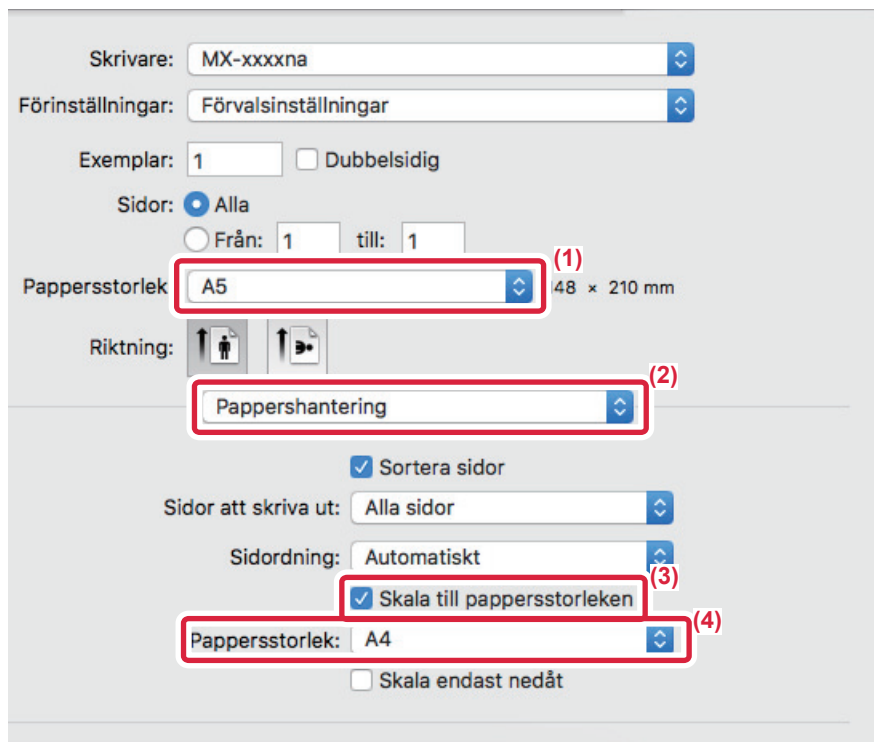 Skrivare: MX-xxxxna
Förinställningar: Förvalsinställningar
Exemplar: 1 Dubbelsidig
Sidor: Alla
Från: 1 till: 1
(1)
Pappersstorlek A5 148 × 210 mm
Riktning:
(2)
Pappershantering
Sortera sidor
Sidor att skriva ut: Alla sidor
Sidordning: Automatiskt
(3)
Skala till pappersstorleken
(4)
Pappersstorlek: A4
Skala endast nedåt